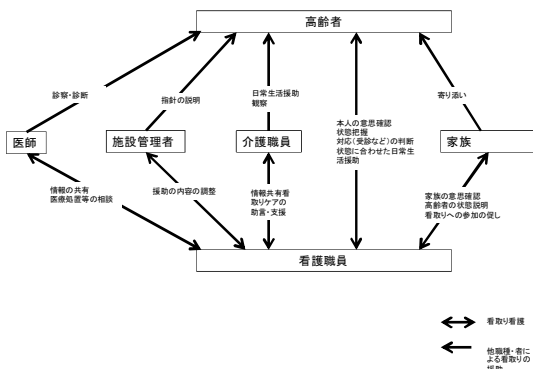 高齢者
診察・診断
指針の説明
日常生活援助
観察
本人の意思確認
状態把握
対応(受診など)の判断
状態に合わせた日常生
活援助
寄り添い
医師
施設管理者
介護職員
家族
情報の共有
医療処置等の相談
援助の内容の調整
情報共有看
取りケアの
助言・支援
家族の意思確認
高齢者の状態説明
看取りへの参加の促し
看護職員
看取り看護
他職種・者に
よる看取りの
援助